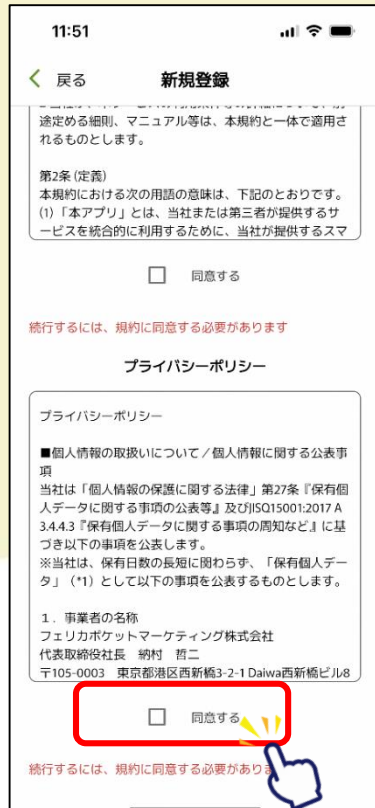 11:51
戻る 新規登録
途定める細則、マニュアル等は、本規約と一体で適用さ
れるものとします。
第2条 (定義)
本規約における次の用語の意味は、下記のとおりです。
(1)「本アプリ」とは、当社または第三者が提供するサ
ービスを統合的に利用するために、当社が提供するスマ
同意する
続行するには、規約に同意する必要があります
プライバシーポリシー
プライバシーポリシー
■個人情報の取扱いについて／個人情報に関する公表事
項
当社は「個人情報の保護に関する法律」第27条『保有個
人データに関する事項の公表等』及びJISQ15001:2017 A
3.4.4.3『保有個人データに関する事項の周知など』に基
づき以下の事項を公表します。
※当社は、保有日数の長短に関わらず、「保有個人デー
タ」（*1）として以下の事項を公表するものとします。
１．事業者の名称
フェリカポケットマーケティング株式会社
代表取締役社長　納村　哲二
〒105-0003　東京都港区西新橋3-2-1 Daiwa西新橋ビル8
同意する
続行するには、規約に同意する必要があり